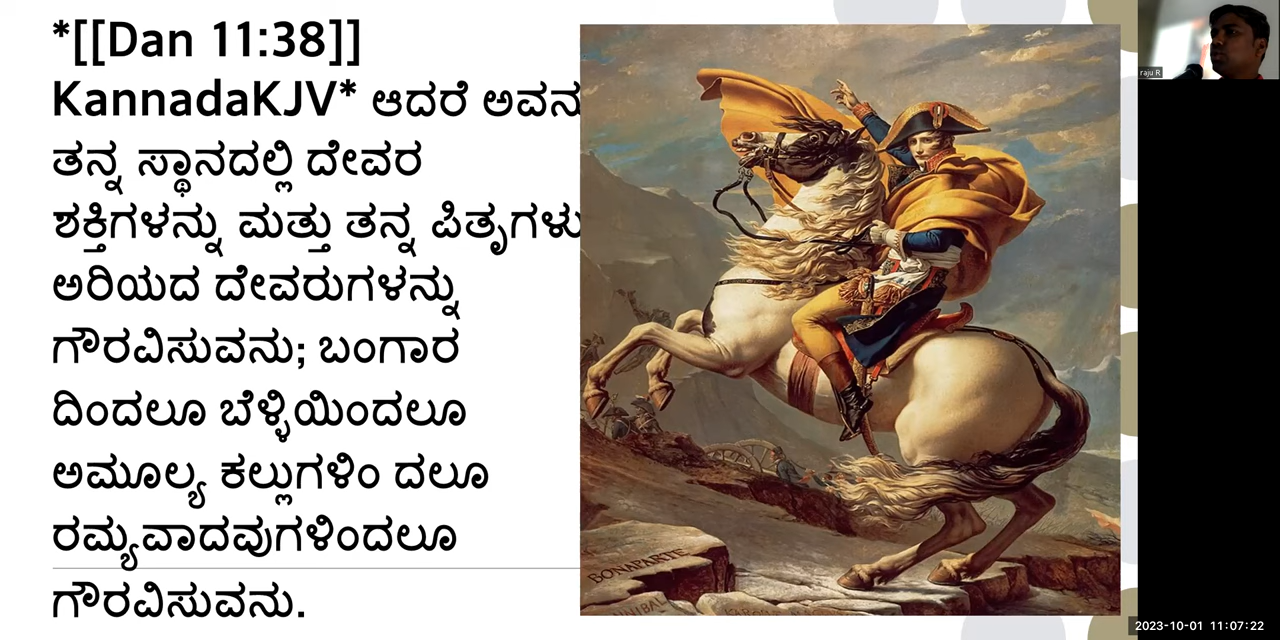 *[[Dan 11:38]]
KannadaKJV* ಆದರೆ ಅವನು
ತನ್ನ ಸ್ಥಾನದಲ್ಲಿ ದೇವರ
ಶಕ್ತಿಗಳನ್ನು ಮತ್ತು ತನ್ನ ಪಿತೃಗಳು
ಅರಿಯದ ದೇವರುಗಳನ್ನು
ಗೌರವಿಸುವನು; ಬಂಗಾರ
ದಿಂದಲೂ ಬೆಳ್ಳಿಯಿಂದಲೂ
ಅಮೂಲ್ಯ ಕಲ್ಲುಗಳಿಂ ದಲೂ
ರಮ್ಯವಾದವುಗಳಿಂದಲೂ
ಗೌರವಿಸುವನು.
BONAPARTE
raju R
2023-10-01 11:07:22